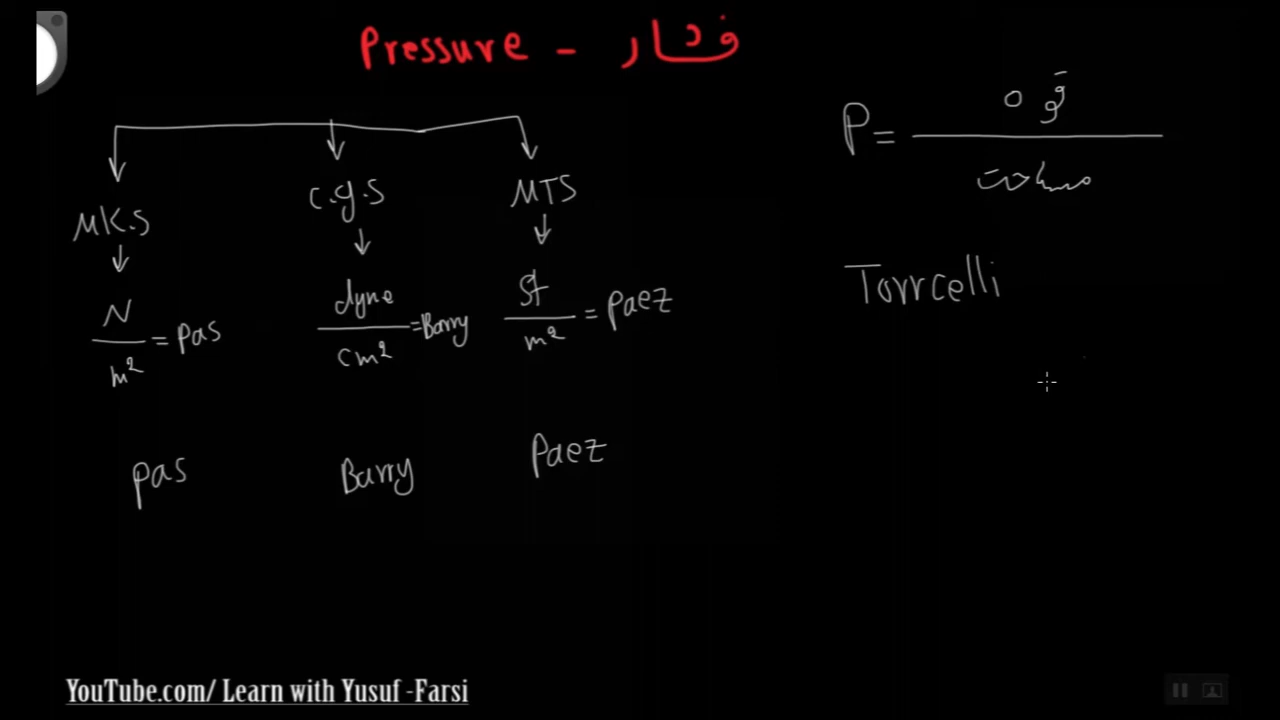 Pressure - فشار
P = قوه / مساحت
MK.S C.g.S MTS
N/m² = pas dyne/cm² = Barry st/m² = paez
Torrcelli
pas Barry Paez
YouTube.com/ Learn with Yusuf -Farsi